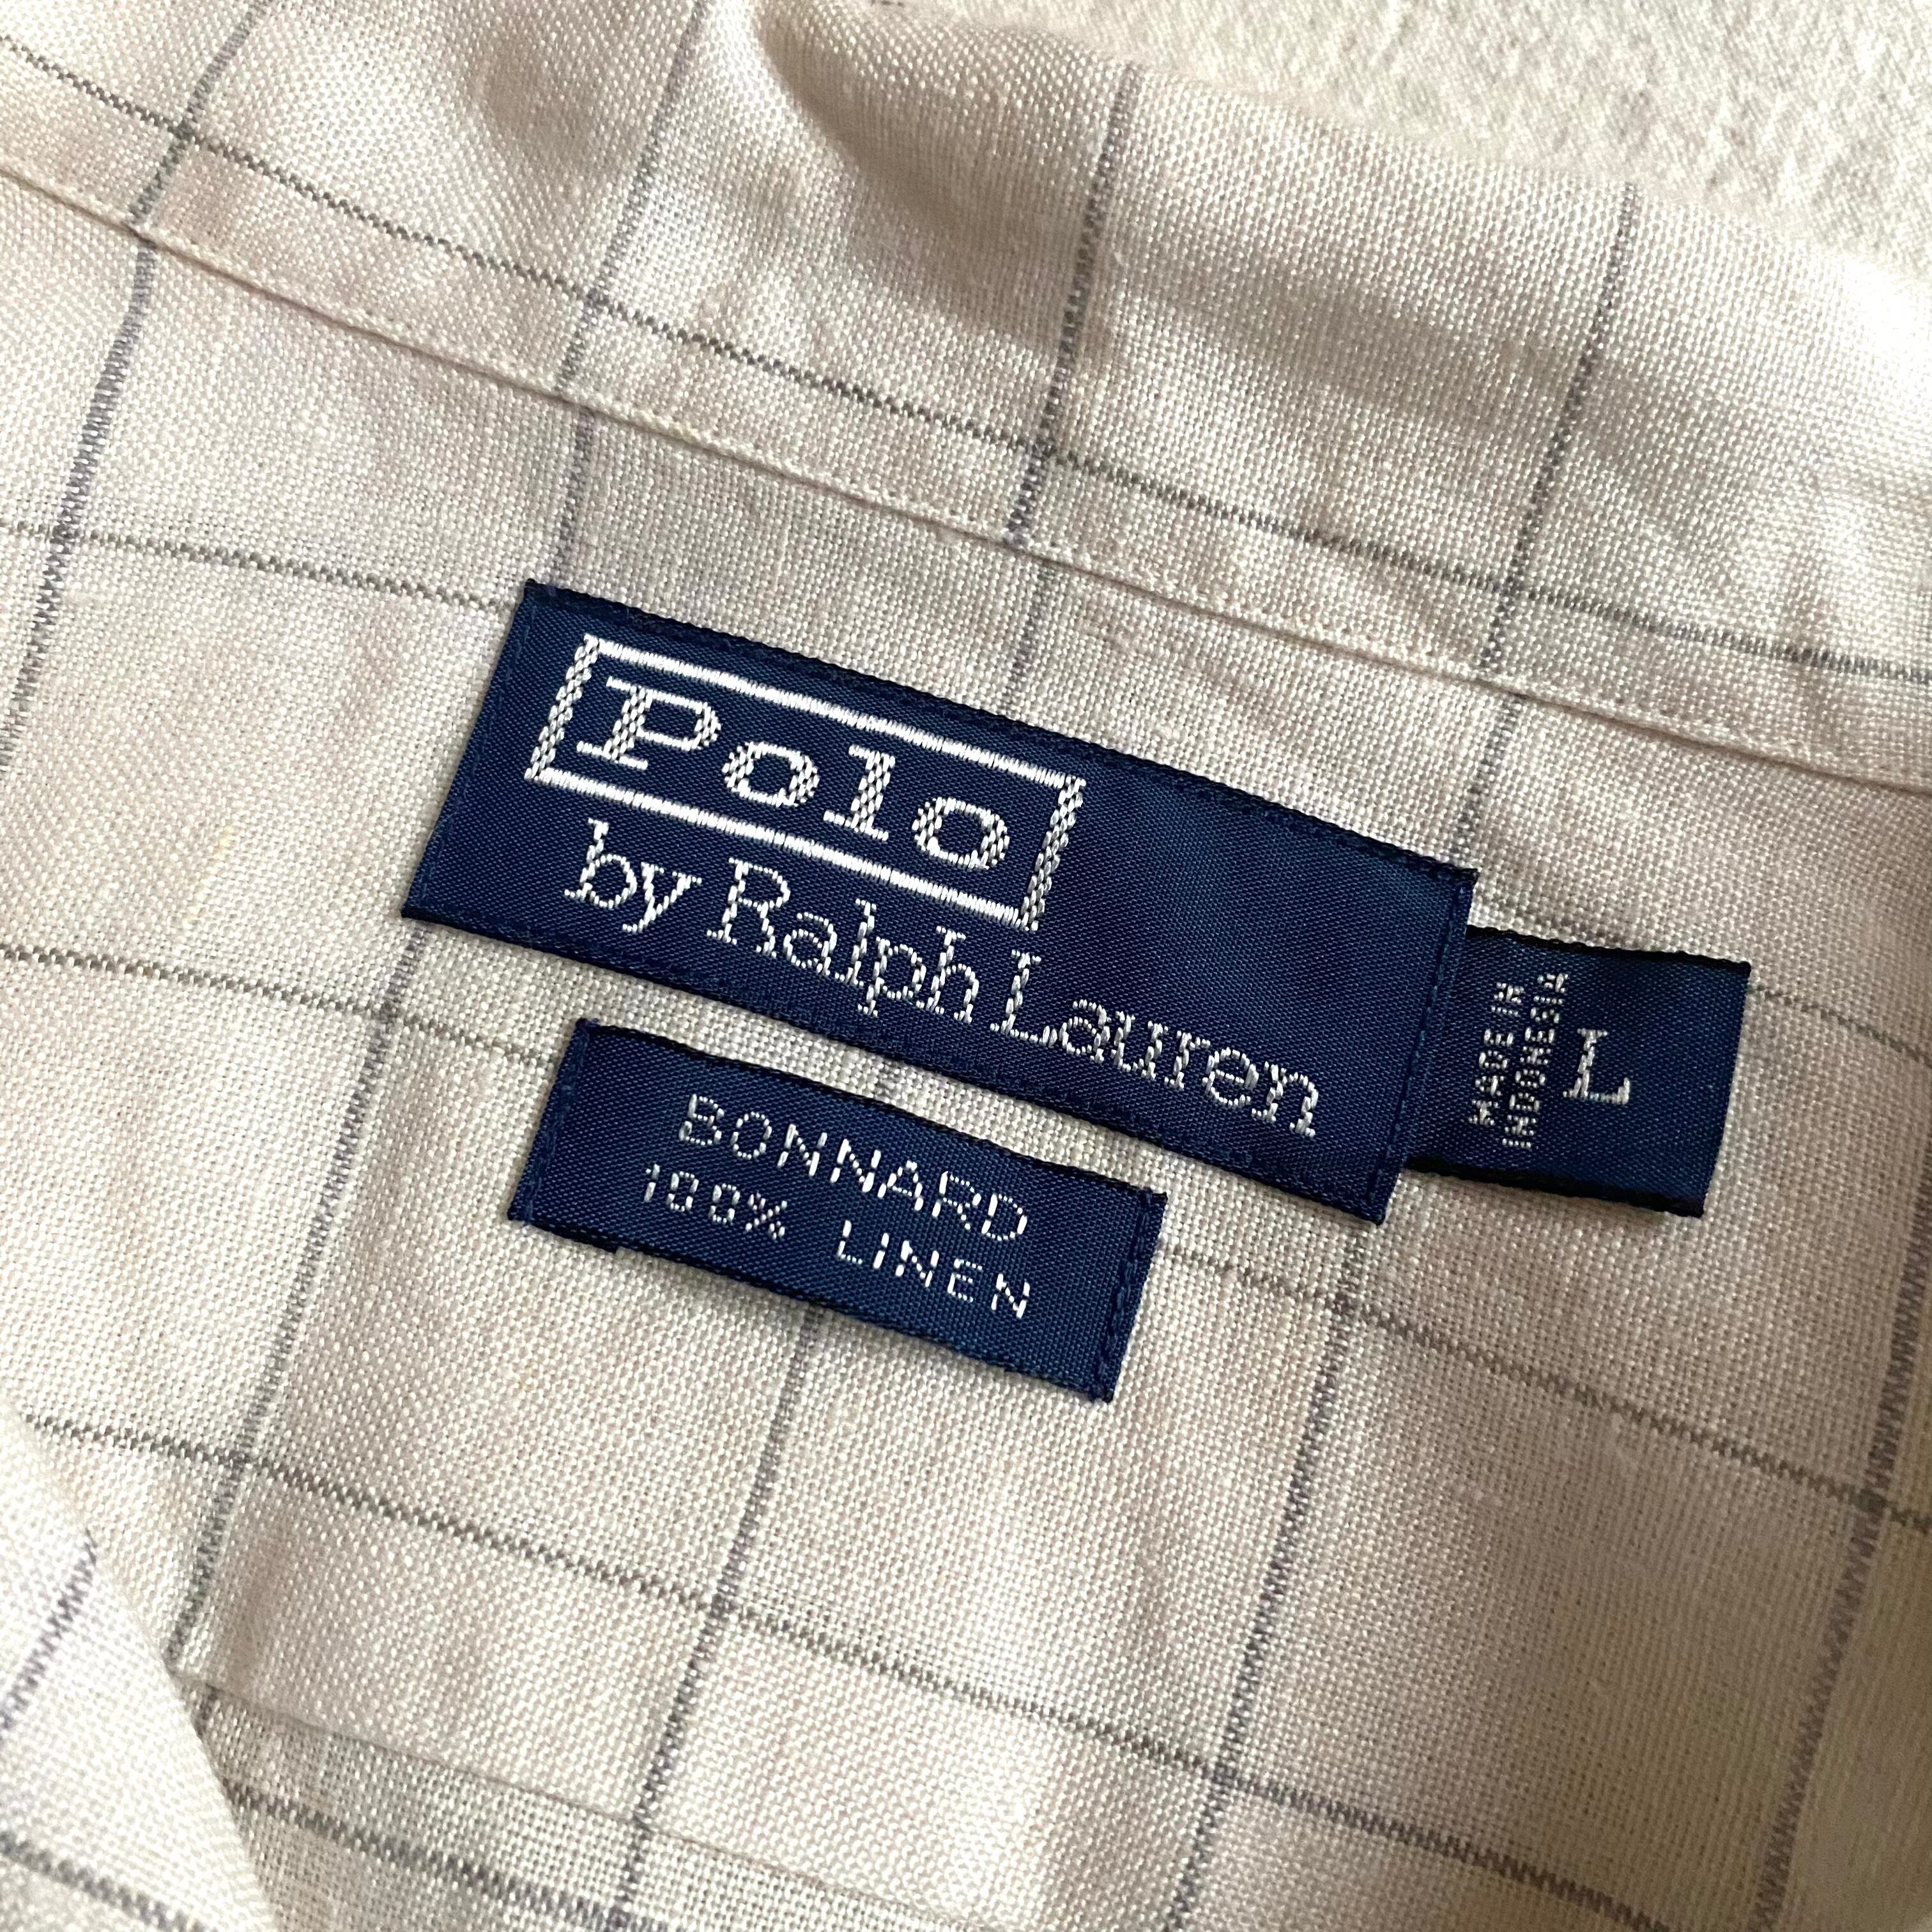 Polo
by Ralph Lauren
MADE IN
INDONESIA
L
BONNARD
100% LINEN